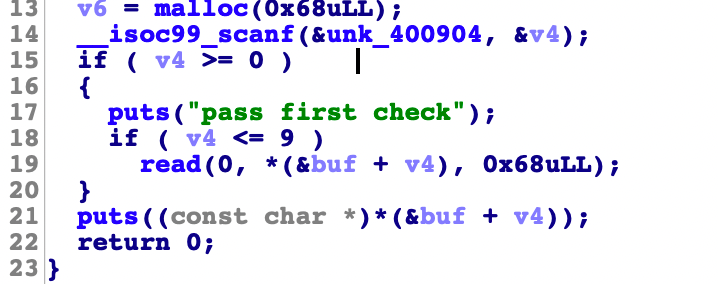 13 v6 = malloc(0x68uLL);
14 __isoc99_scanf(&unk_400904, &v4);
15 if ( v4 >= 0 )
16 {
17 puts("pass first check");
18 if ( v4 <= 9 )
19 read(0, *(&buf + v4), 0x68uLL);
20 }
21 puts((const char *)*(&buf + v4));
22 return 0;
23 }